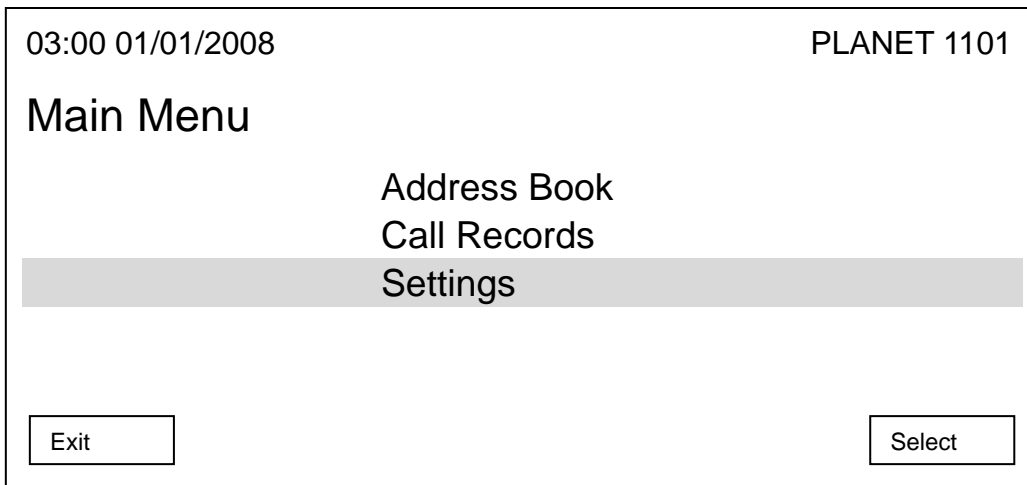 03:00 01/01/2008 PLANET 1101
Main Menu
Address Book
Call Records
Settings
Exit Select